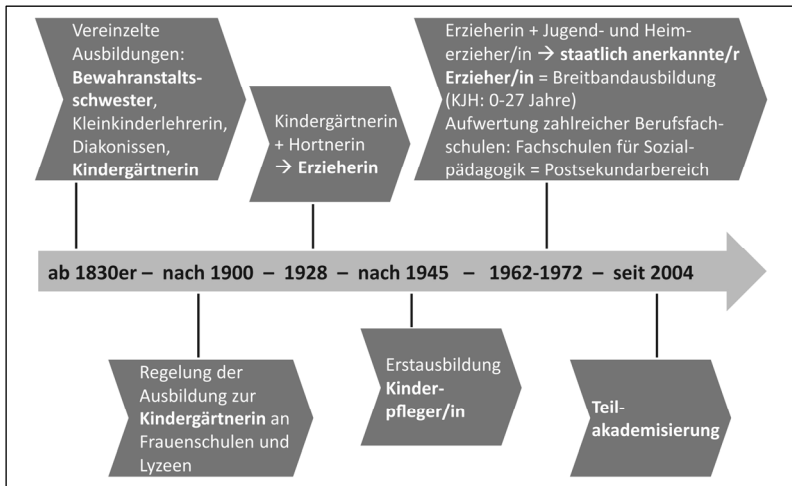 Vereinzelte
Ausbildungen:
Bewahranstalts-
schwester,
Kleinkinderlehrerin,
Diakonissen,
Kindergärtnerin
Kindergärtnerin
+ Hortnerin
→ Erzieherin
Erzieherin + Jugend- und Heim-
erzieher/in → staatlich anerkannte/r
Erzieher/in = Breitbandausbildung
(KJH: 0-27 Jahre)
Aufwertung zahlreicher Berufsfach-
schulen: Fachschulen für Sozial-
pädagogik = Postsekundarbereich
ab 1830er – nach 1900 – 1928 – nach 1945 – 1962-1972 – seit 2004
Regelung der
Ausbildung zur
Kindergärtnerin an
Frauenschulen und
Lyzeen
Erstausbildung
Kinder-
pfleger/in
Teil-
akademisierung